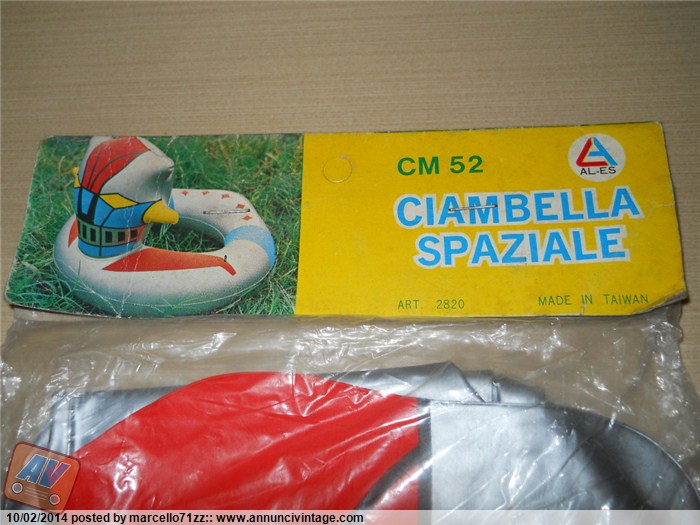 CM 52
AL-ES
CIAMBELLA
SPAZIALE
ART. 2820 MADE IN TAIWAN
AV
10/02/2014 posted by marcello71zz:: www.annuncivintage.com